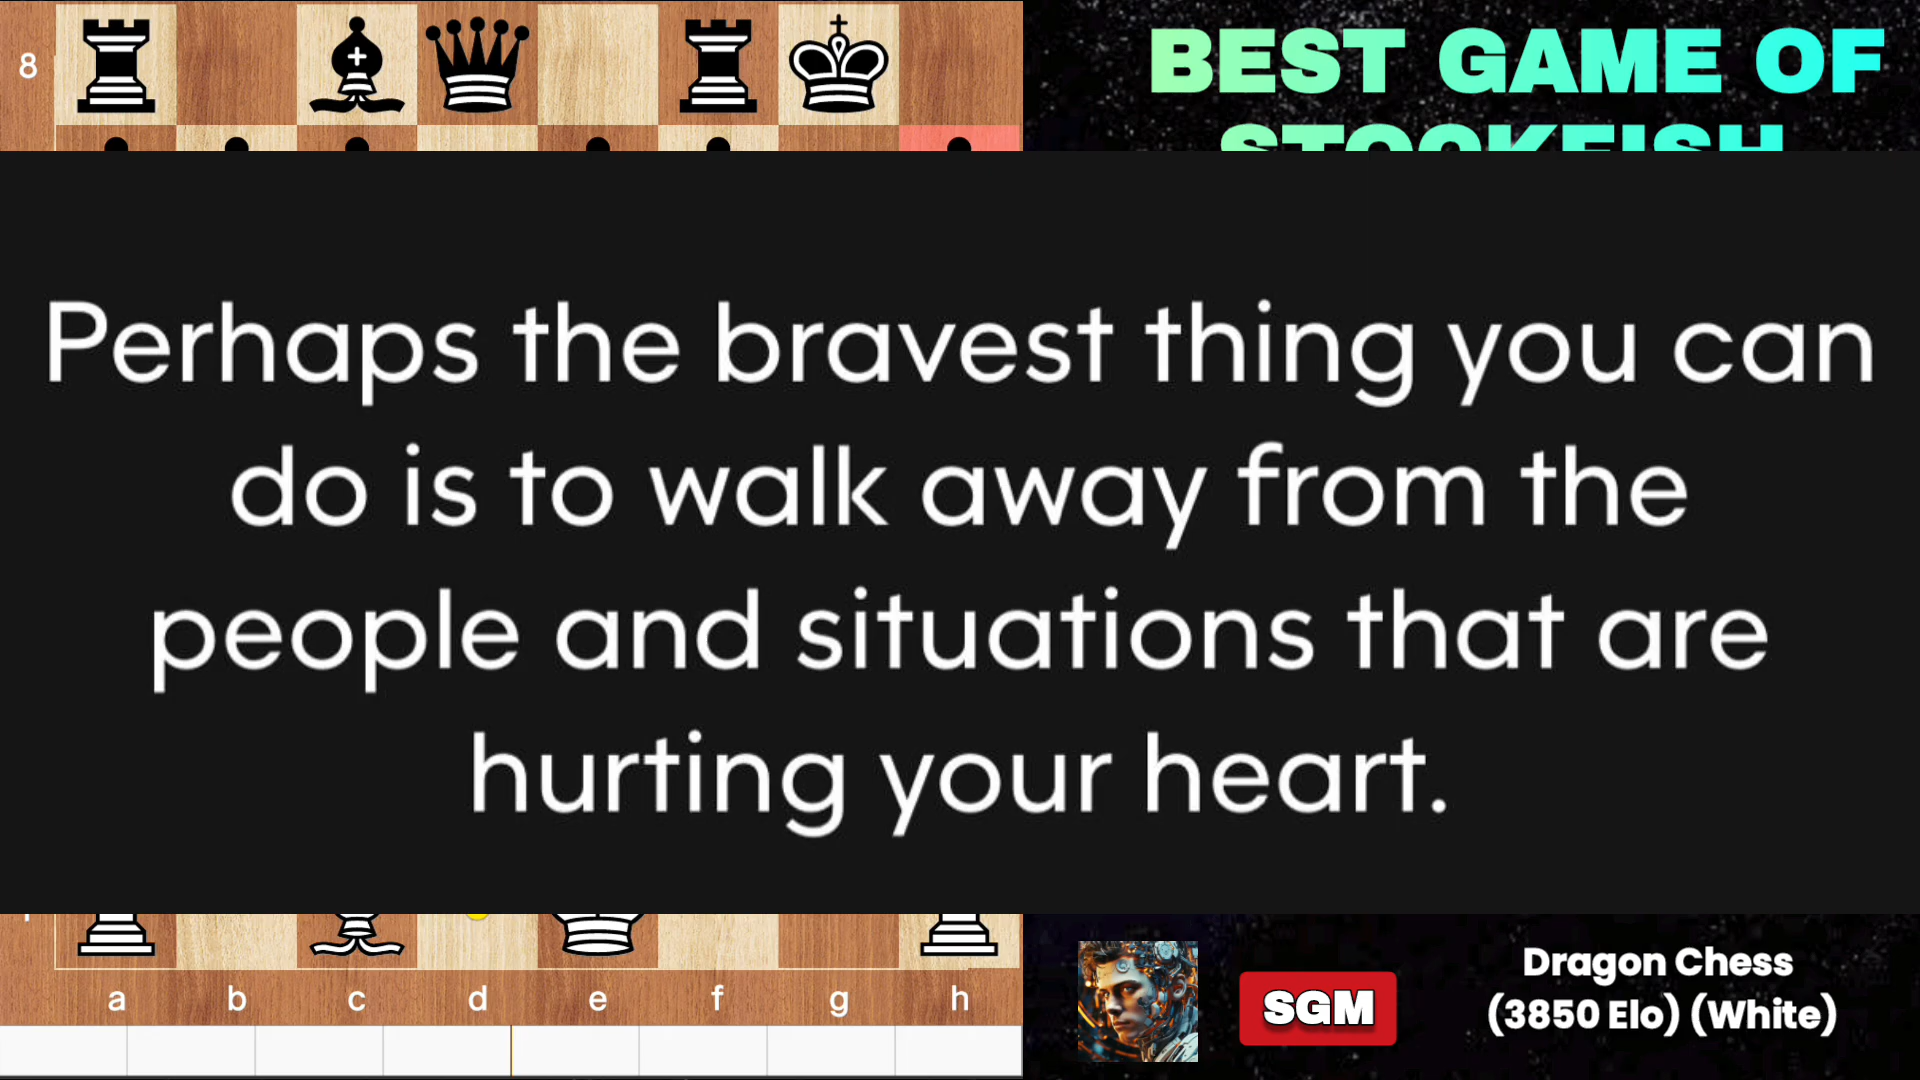 8
BEST GAME OF
STOCKFISH
Perhaps the bravest thing you can
do is to walk away from the
people and situations that are
hurting your heart.
a b c d e f g h
SGM
Dragon Chess
(3850 Elo) (White)